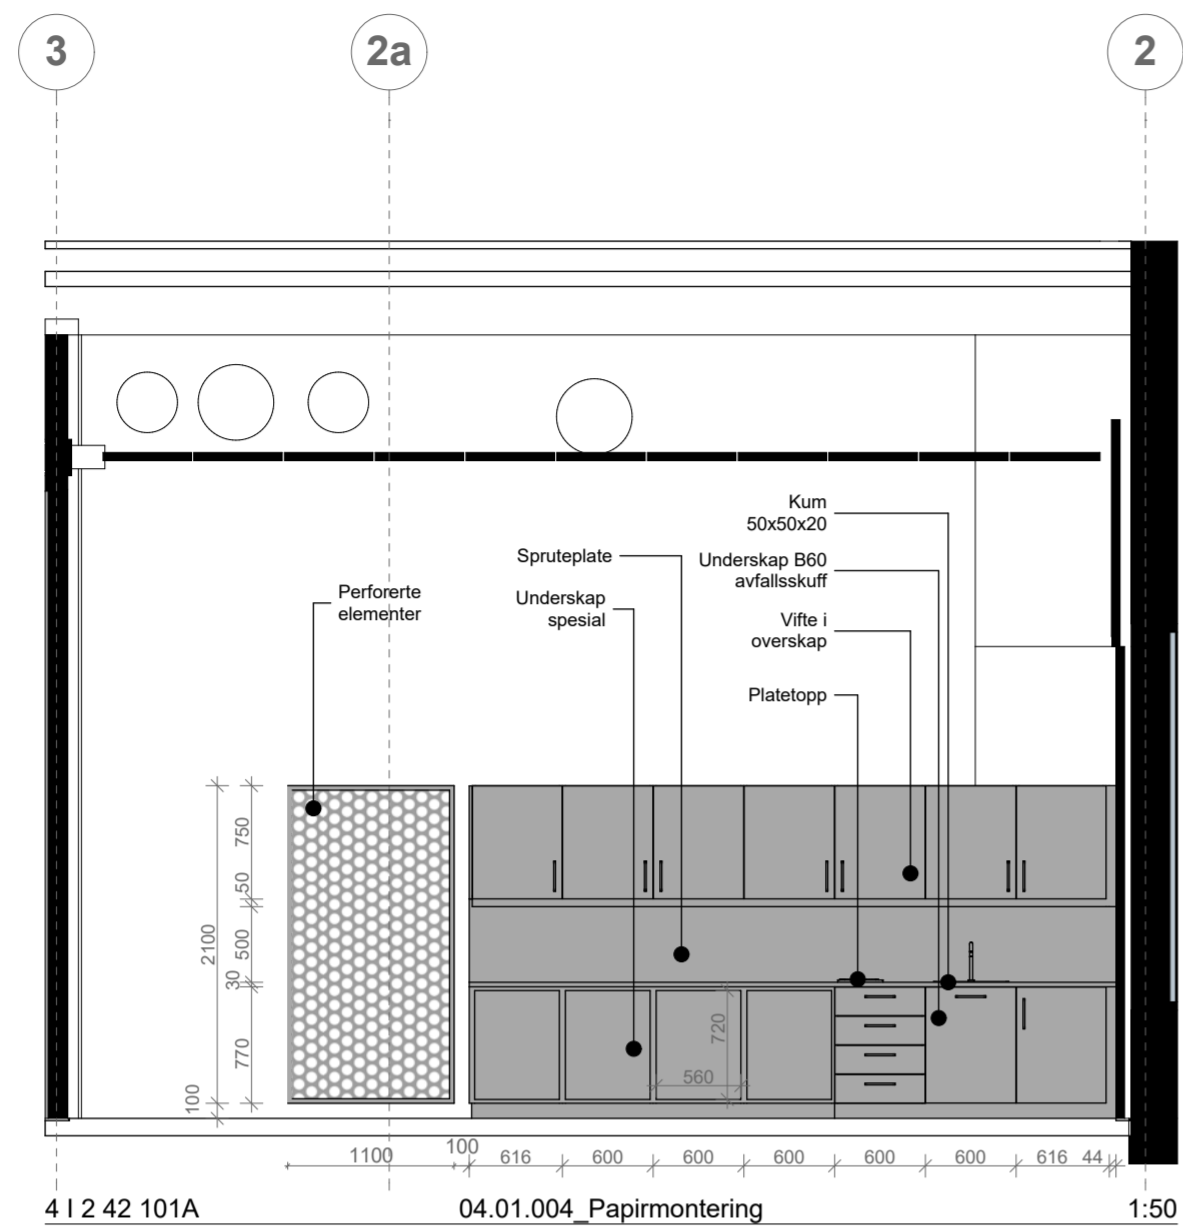 3
2a
2
Kum
50x50x20
Spruteplate
Underskap B60
avfallsskuff
Perforerte
elementer
Underskap
spesial
Vifte i
overskap
Platetopp
750
50
2100
500
30
770
100
720
560
1100
100
616
600
600
600
600
600
616
44
4 I 2 42 101A
04.01.004_Papirmontering
1:50